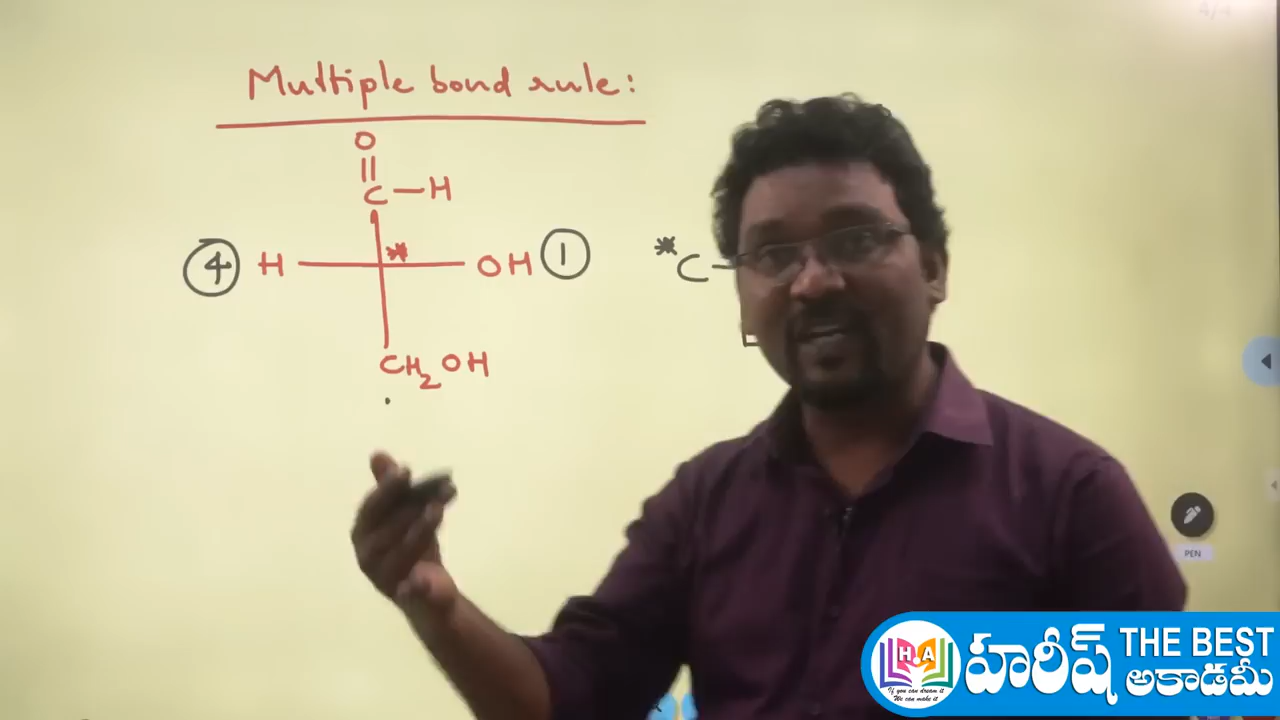 Multiple bond rule:
O
C-H
4 H * OH 1
* C-
CH2OH
PEN
హరీష్ THE BEST
అకాడమీ
HA
If you can dream it
We can make it